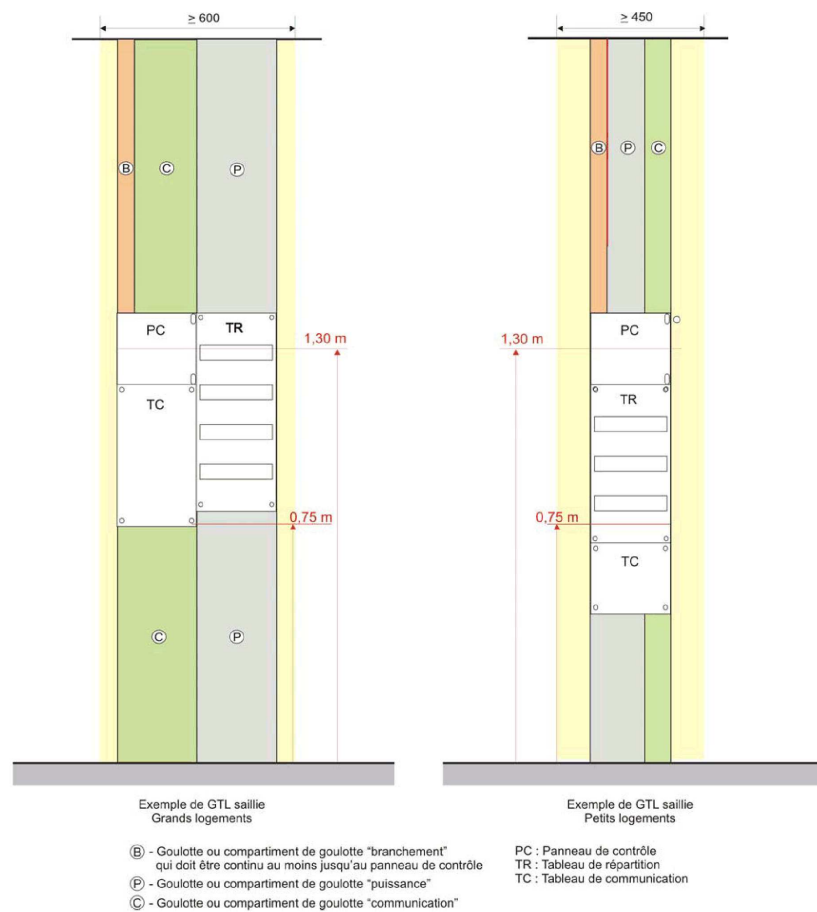 ≥ 600
≥ 450
B
C
P
B
P
C
PC
TR
1,30 m
TC
0,75 m
C
P
1,30 m
PC
TR
0,75 m
TC
Exemple de GTL saillie
Grands logements
Exemple de GTL saillie
Petits logements
B - Goulotte ou compartiment de goulotte "branchement"
qui doit être continu au moins jusqu'au panneau de contrôle
P - Goulotte ou compartiment de goulotte "puissance"
C - Goulotte ou compartiment de goulotte "communication"
PC : Panneau de contrôle
TR : Tableau de répartition
TC : Tableau de communication